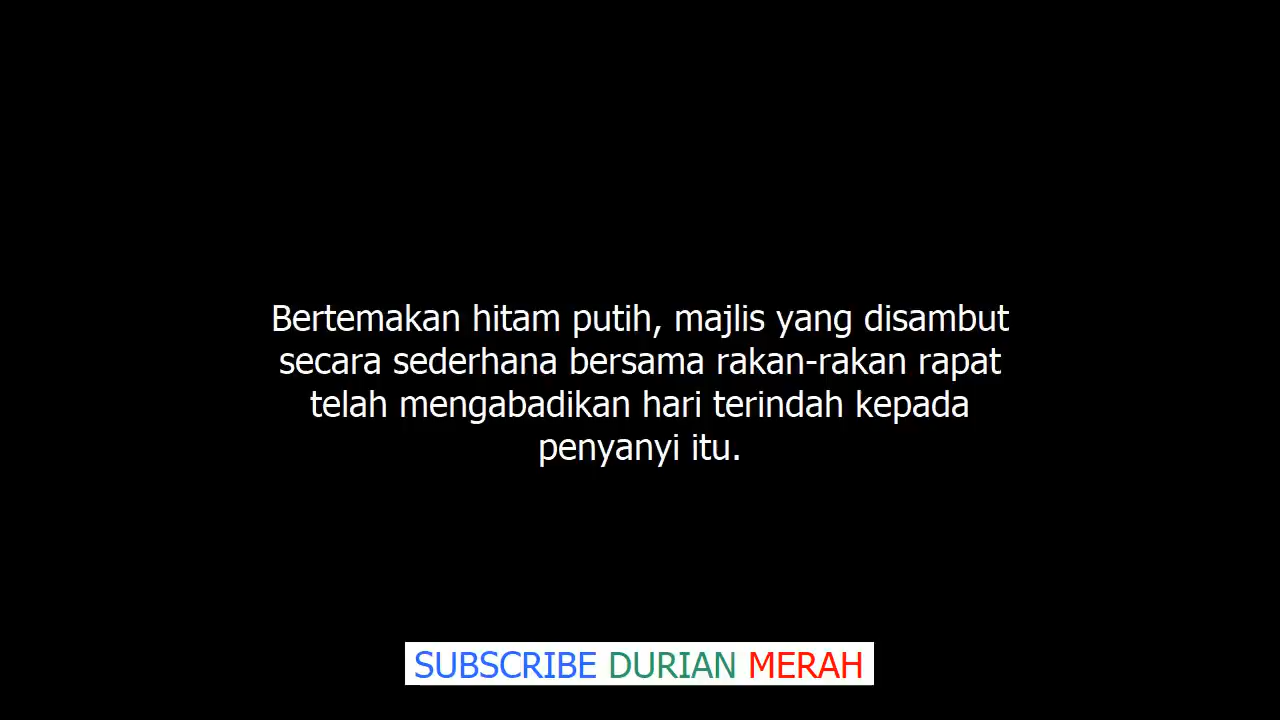 Bertemakan hitam putih, majlis yang disambut
secara sederhana bersama rakan-rakan rapat
telah mengabadikan hari terindah kepada
penyanyi itu.
SUBSCRIBE DURIAN MERAH